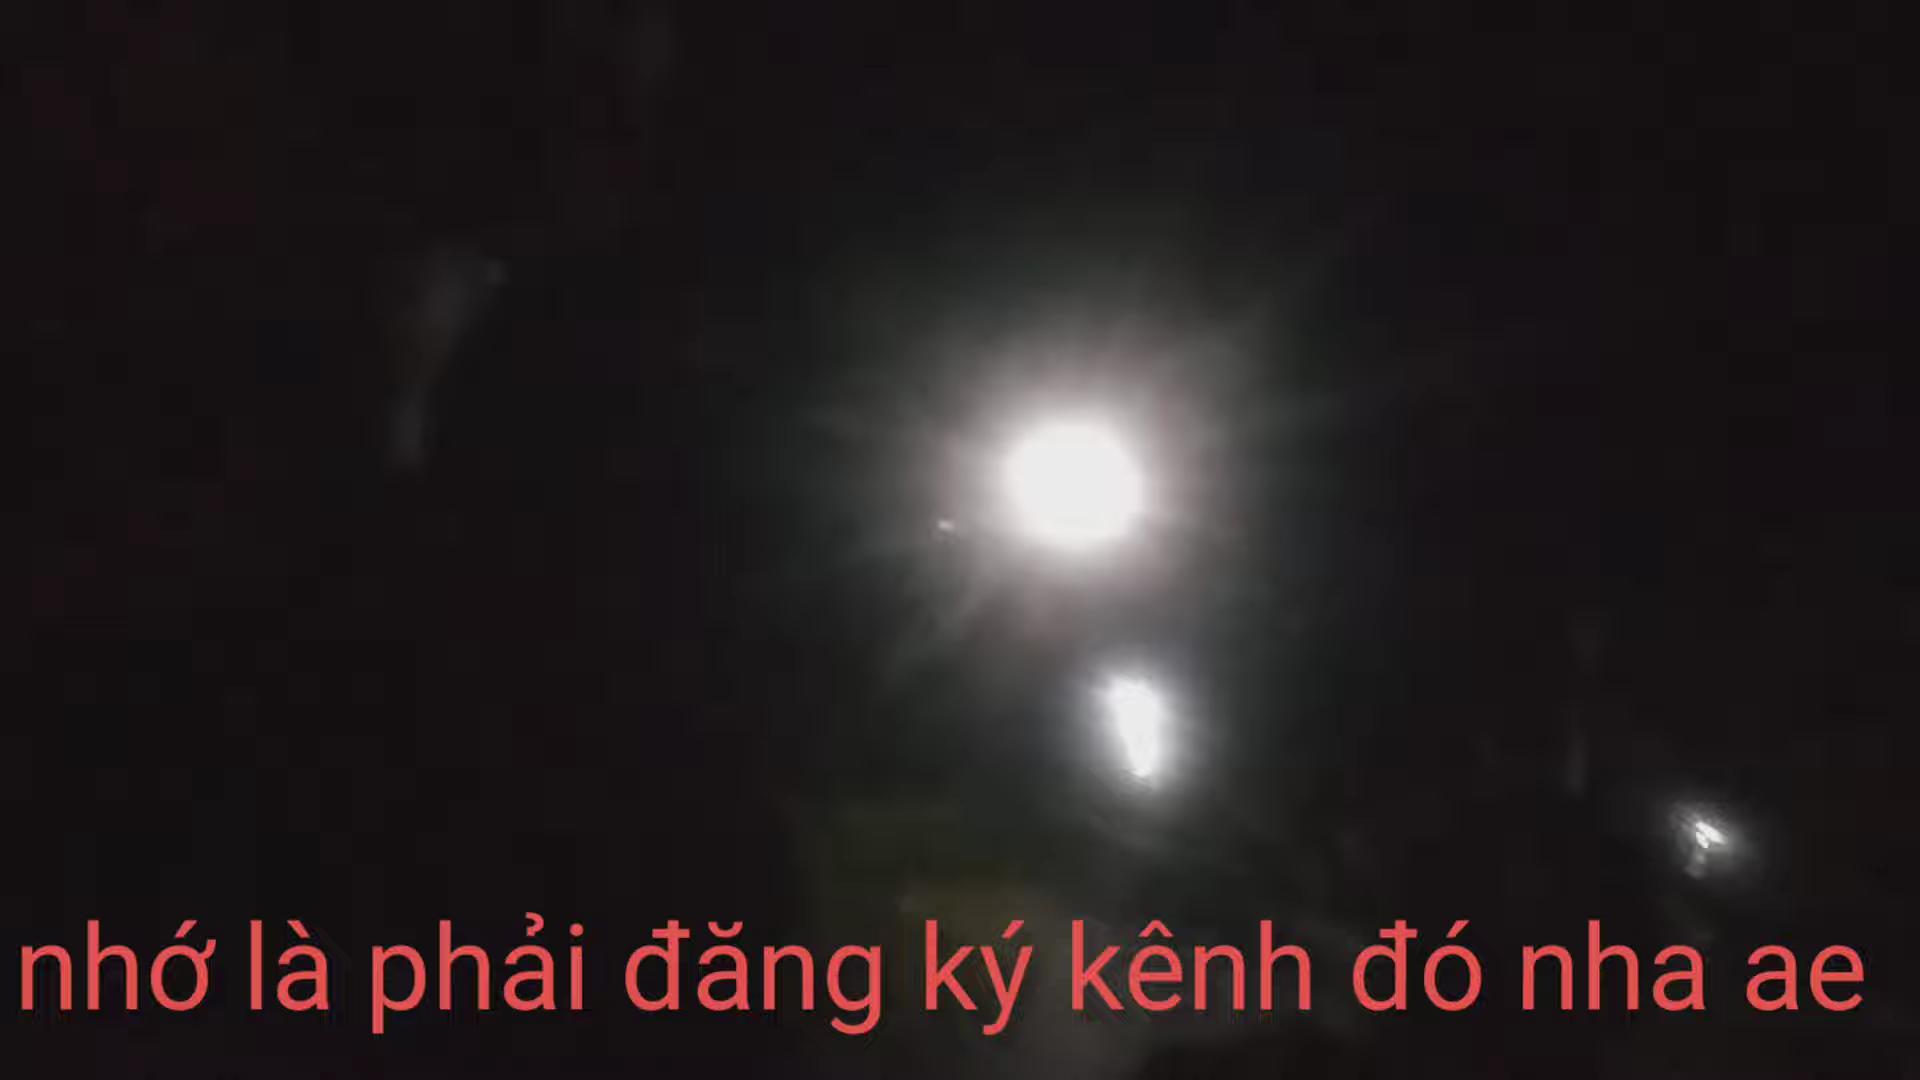 nhớ là phải đăng ký kênh đó nha ae